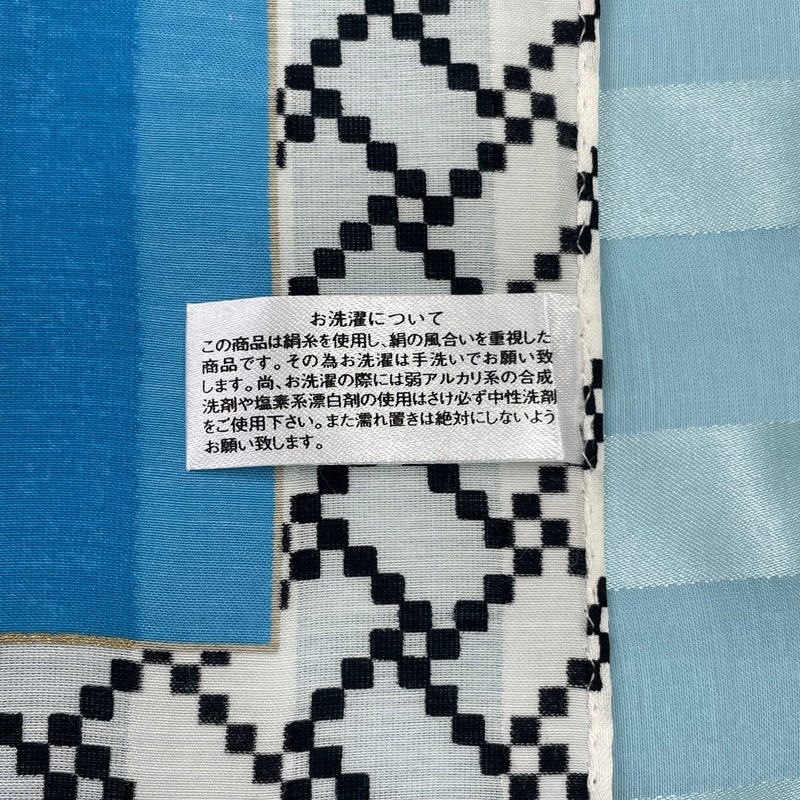 お洗濯について
この商品は絹糸を使用し、絹の風合いを重視した
商品です。その為お洗濯は手洗いでお願い致
します。尚、お洗濯の際には弱アルカリ系の合成
洗剤や塩素系漂白剤の使用はさけ必ず中性洗剤
をご使用下さい。また濡れ置きは絶対にしないよう
お願い致します。